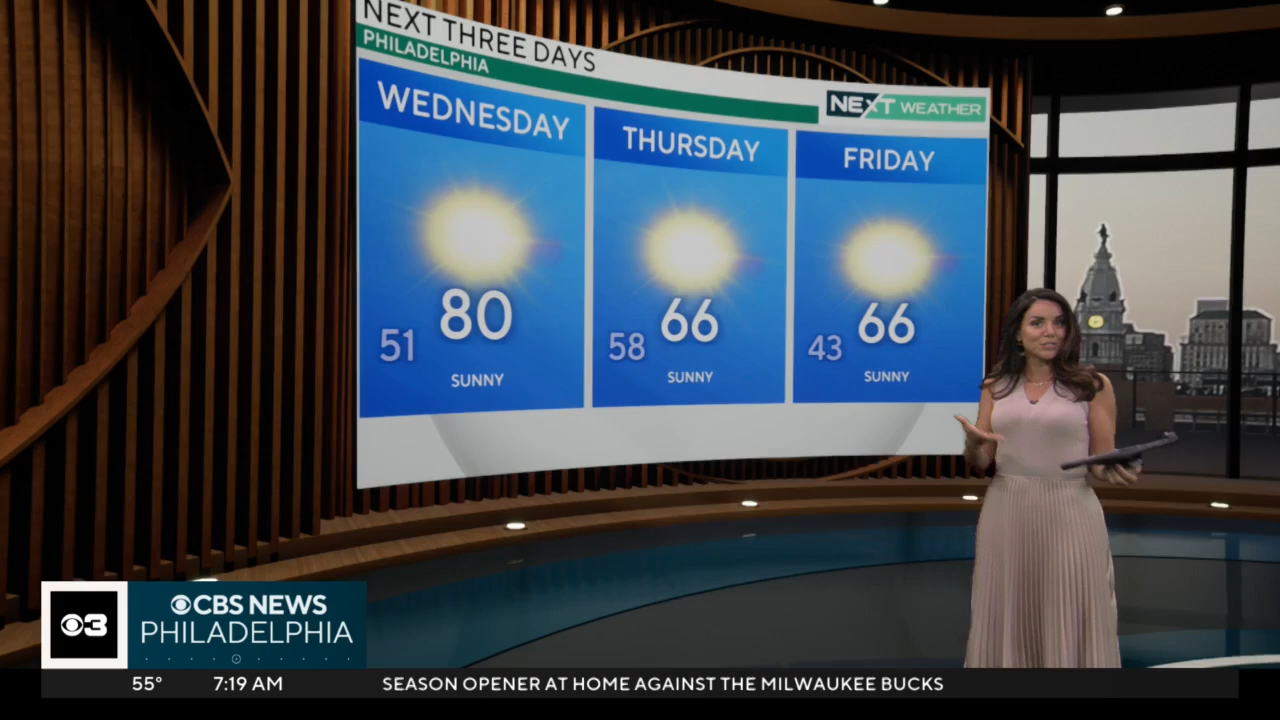 NEXT THREE DAYS
PHILADELPHIA
NEXT WEATHER
WEDNESDAY
51
80
SUNNY
THURSDAY
58
66
SUNNY
FRIDAY
43
66
SUNNY
3
CBS NEWS
PHILADELPHIA
55° 7:19 AM SEASON OPENER AT HOME AGAINST THE MILWAUKEE BUCKS